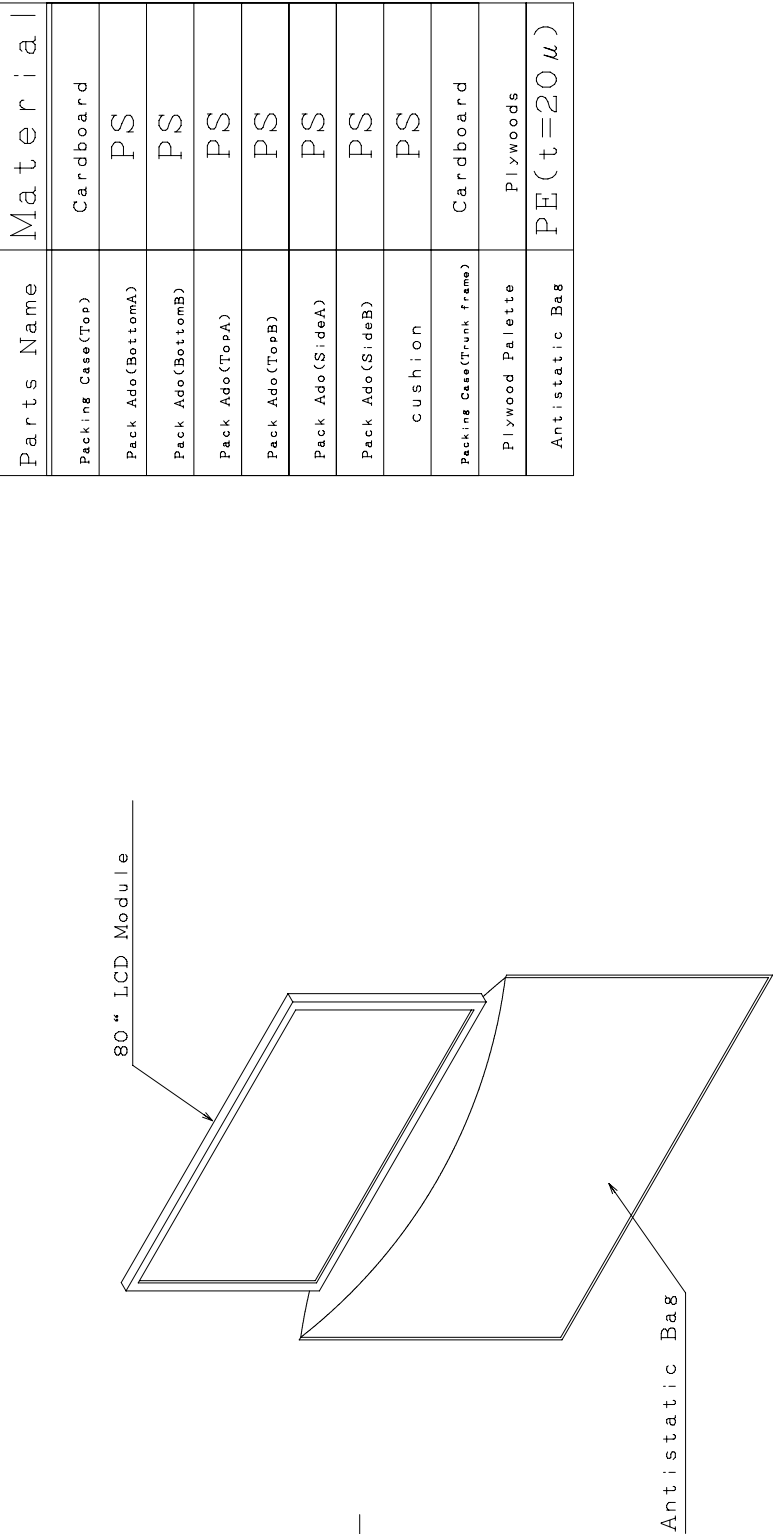 Parts Name Material
Packing Case(Top) Cardboard
Pack Ado(BottomA) PS
Pack Ado(BottomB) PS
Pack Ado(TopA) PS
Pack Ado(TopB) PS
Pack Ado(SideA) PS
Pack Ado(SideB) PS
cushion PS
Packing Case(Trunk frame) Cardboard
Plywood Palette Plywoods
Antistatic Bag PE(t=20μ)
80“ LCD Module
Antistatic Bag